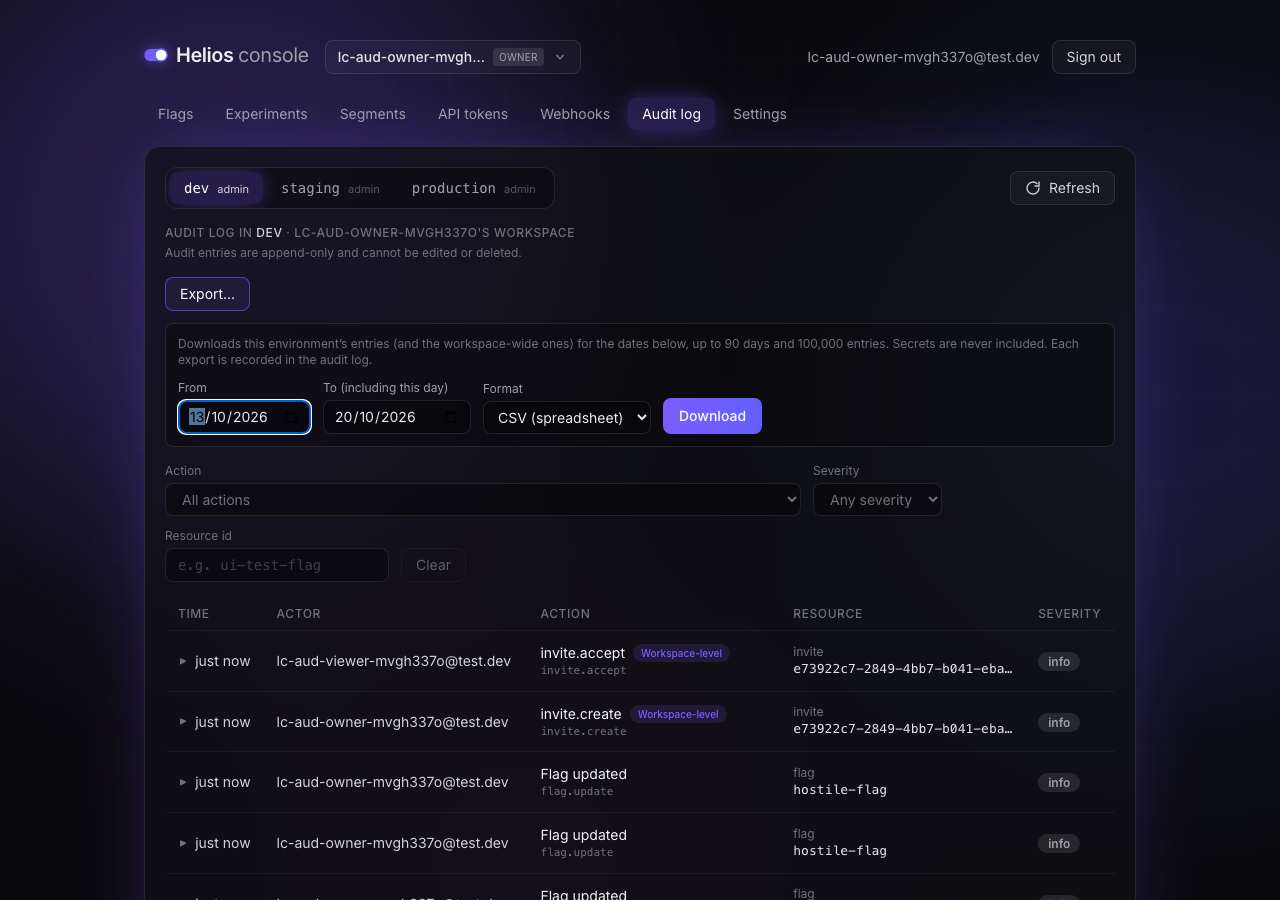 Helios console
lc-aud-owner-mvgh... OWNER
lc-aud-owner-mvgh337o@test.dev
Sign out
Flags Experiments Segments API tokens Webhooks Audit log Settings
dev admin staging admin production admin
Refresh
AUDIT LOG IN DEV · LC-AUD-OWNER-MVGH337O'S WORKSPACE
Audit entries are append-only and cannot be edited or deleted.
Export...
Downloads this environment's entries (and the workspace-wide ones) for the dates below, up to 90 days and 100,000 entries. Secrets are never included. Each
export is recorded in the audit log.
From To (including this day) Format
13/10/2026 20/10/2026 CSV (spreadsheet) Download
Action Severity
All actions Any severity
Resource id
e.g. ui-test-flag Clear
TIME ACTOR ACTION RESOURCE SEVERITY
just now lc-aud-viewer-mvgh337o@test.dev invite.accept Workspace-level invite info
invite.accept e73922c7-2849-4bb7-b041-eba…
just now lc-aud-owner-mvgh337o@test.dev invite.create Workspace-level invite info
invite.create e73922c7-2849-4bb7-b041-eba…
just now lc-aud-owner-mvgh337o@test.dev Flag updated flag info
flag.update hostile-flag
just now lc-aud-owner-mvgh337o@test.dev Flag updated flag info
flag.update hostile-flag
Flag updated flag